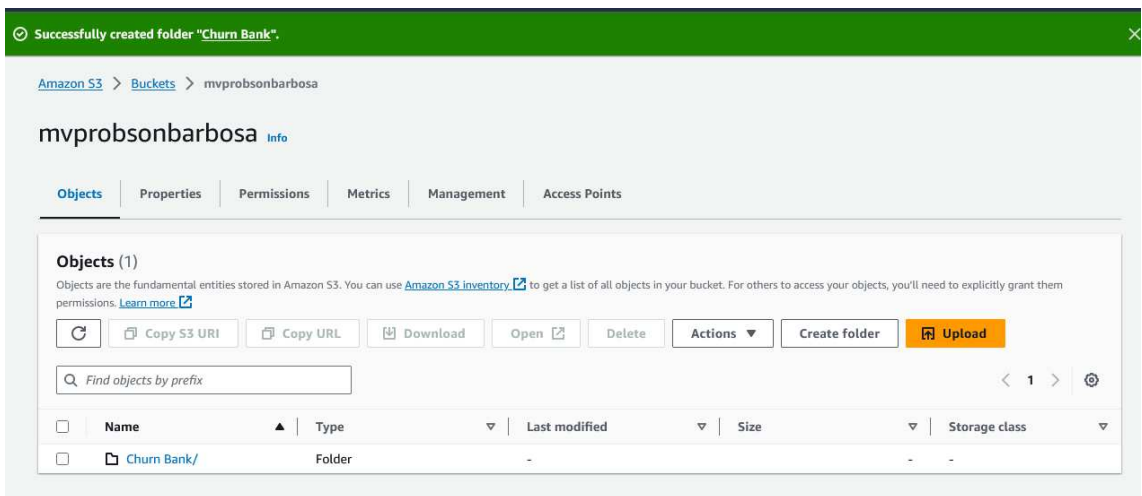 Successfully created folder "Churn Bank".
Amazon S3 > Buckets > mvprobsonbarbosa
mvprobsonbarbosa Info
Objects Properties Permissions Metrics Management Access Points
Objects (1)
Objects are the fundamental entities stored in Amazon S3. You can use Amazon S3 inventory to get a list of all objects in your bucket. For others to access your objects, you'll need to explicitly grant them
permissions. Learn more
Copy S3 URI Copy URL Download Open Delete Actions Create folder Upload
Find objects by prefix < 1 >
Name Type Last modified Size Storage class
Churn Bank/ Folder - - -